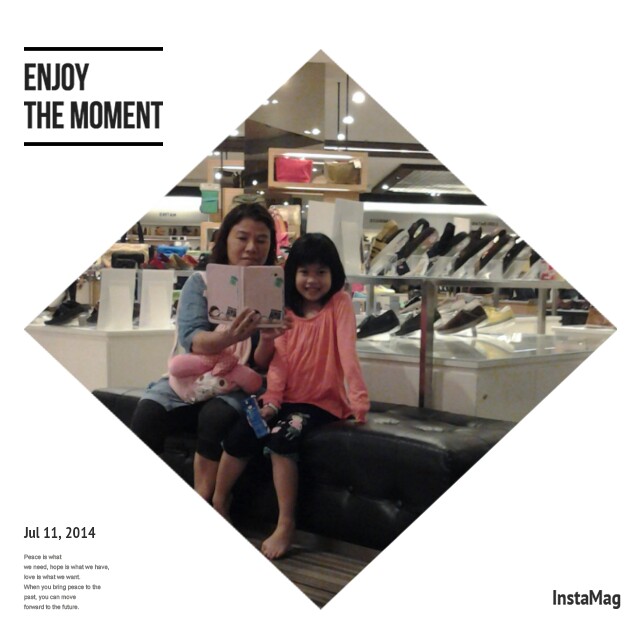 ENJOY
THE MOMENT
Jul 11, 2014
Peace is what
we need, hope is what we have,
love is what we want.
When you bring peace to the
past, you can move
forward to the future.
InstaMag